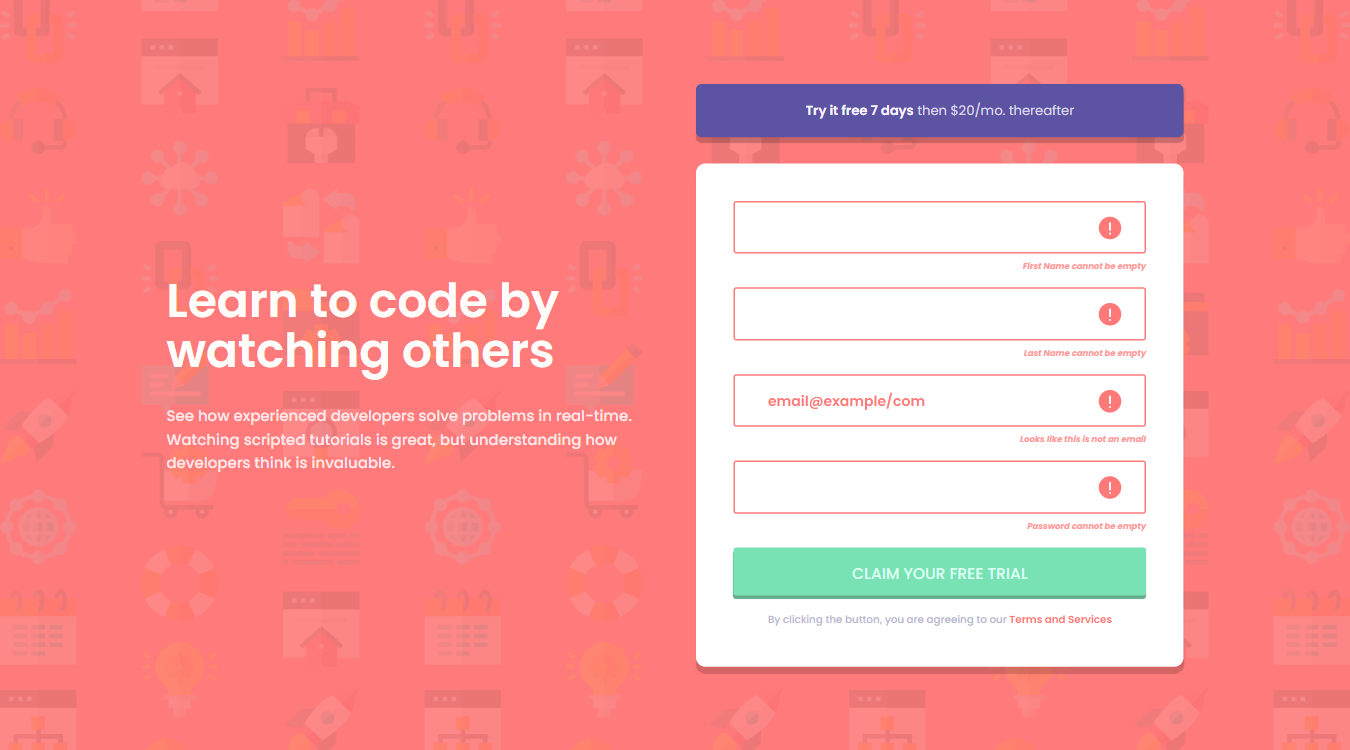 Try it free 7 days then $20/mo. thereafter
Learn to code by
watching others
See how experienced developers solve problems in real-time.
Watching scripted tutorials is great, but understanding how
developers think is invaluable.
First Name cannot be empty
Last Name cannot be empty
email@example/com
Looks like this is not an email
Password cannot be empty
CLAIM YOUR FREE TRIAL
By clicking the button, you are agreeing to our Terms and Services